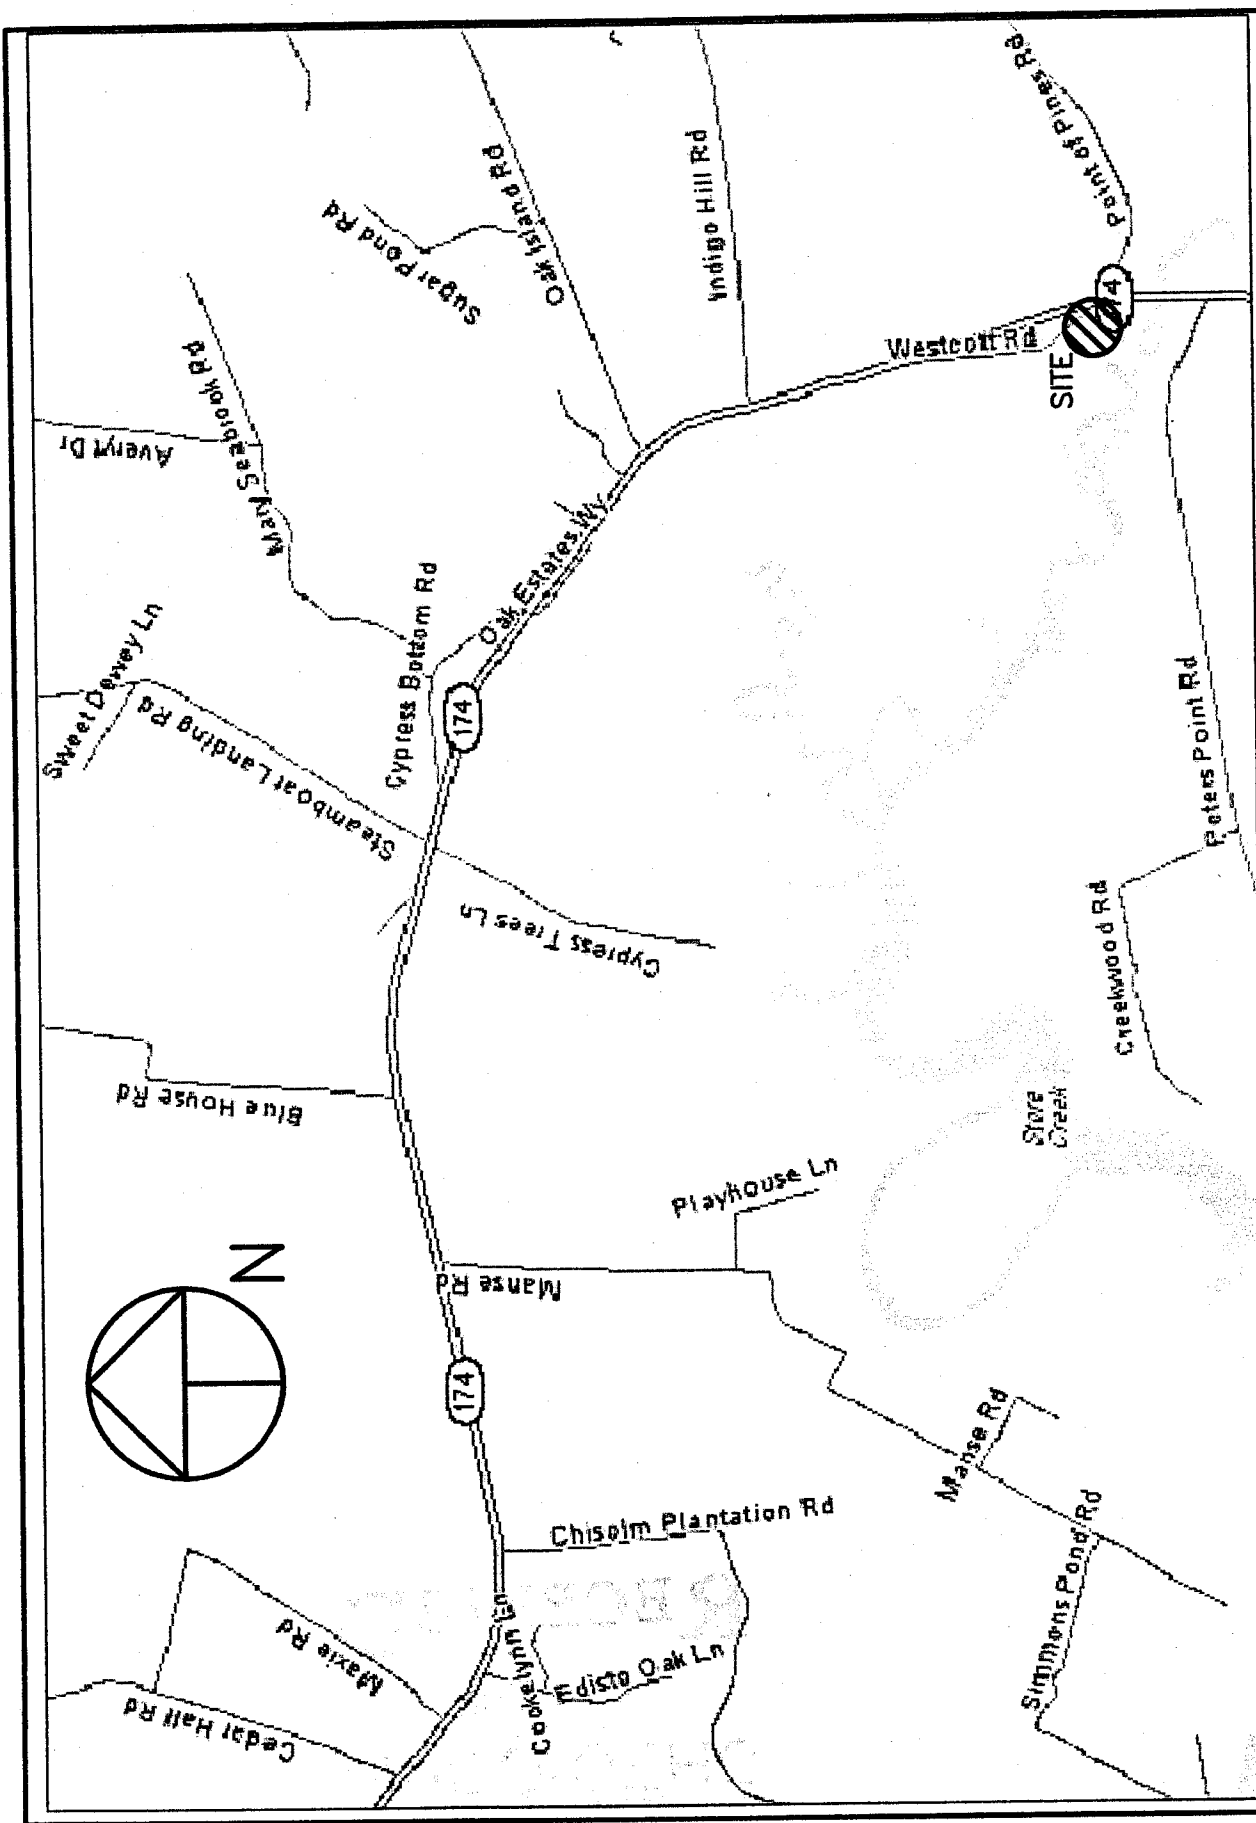 Point of Pines Rd
Indigo Hill Rd
Oak Island Rd
Sugar Pond Rd
Mary Seabrook Rd
Averyt Dr
174
Westcott Rd
SITE
Oak Estates Wy
Cypress Bottom Rd
174
Sweet Dewey Ln
Steamboat Landing Rd
Cypress Trees Ln
Peters Point Rd
Creekwood Rd
Store
Creek
Blue House Rd
Playhouse Ln
Manse Rd
N
174
Manse Rd
Chisolm Plantation Rd
Simmons Pond Rd
Maxie Rd
Cookelynn Ln
Edisto Oak Ln
Cedar Hall Rd